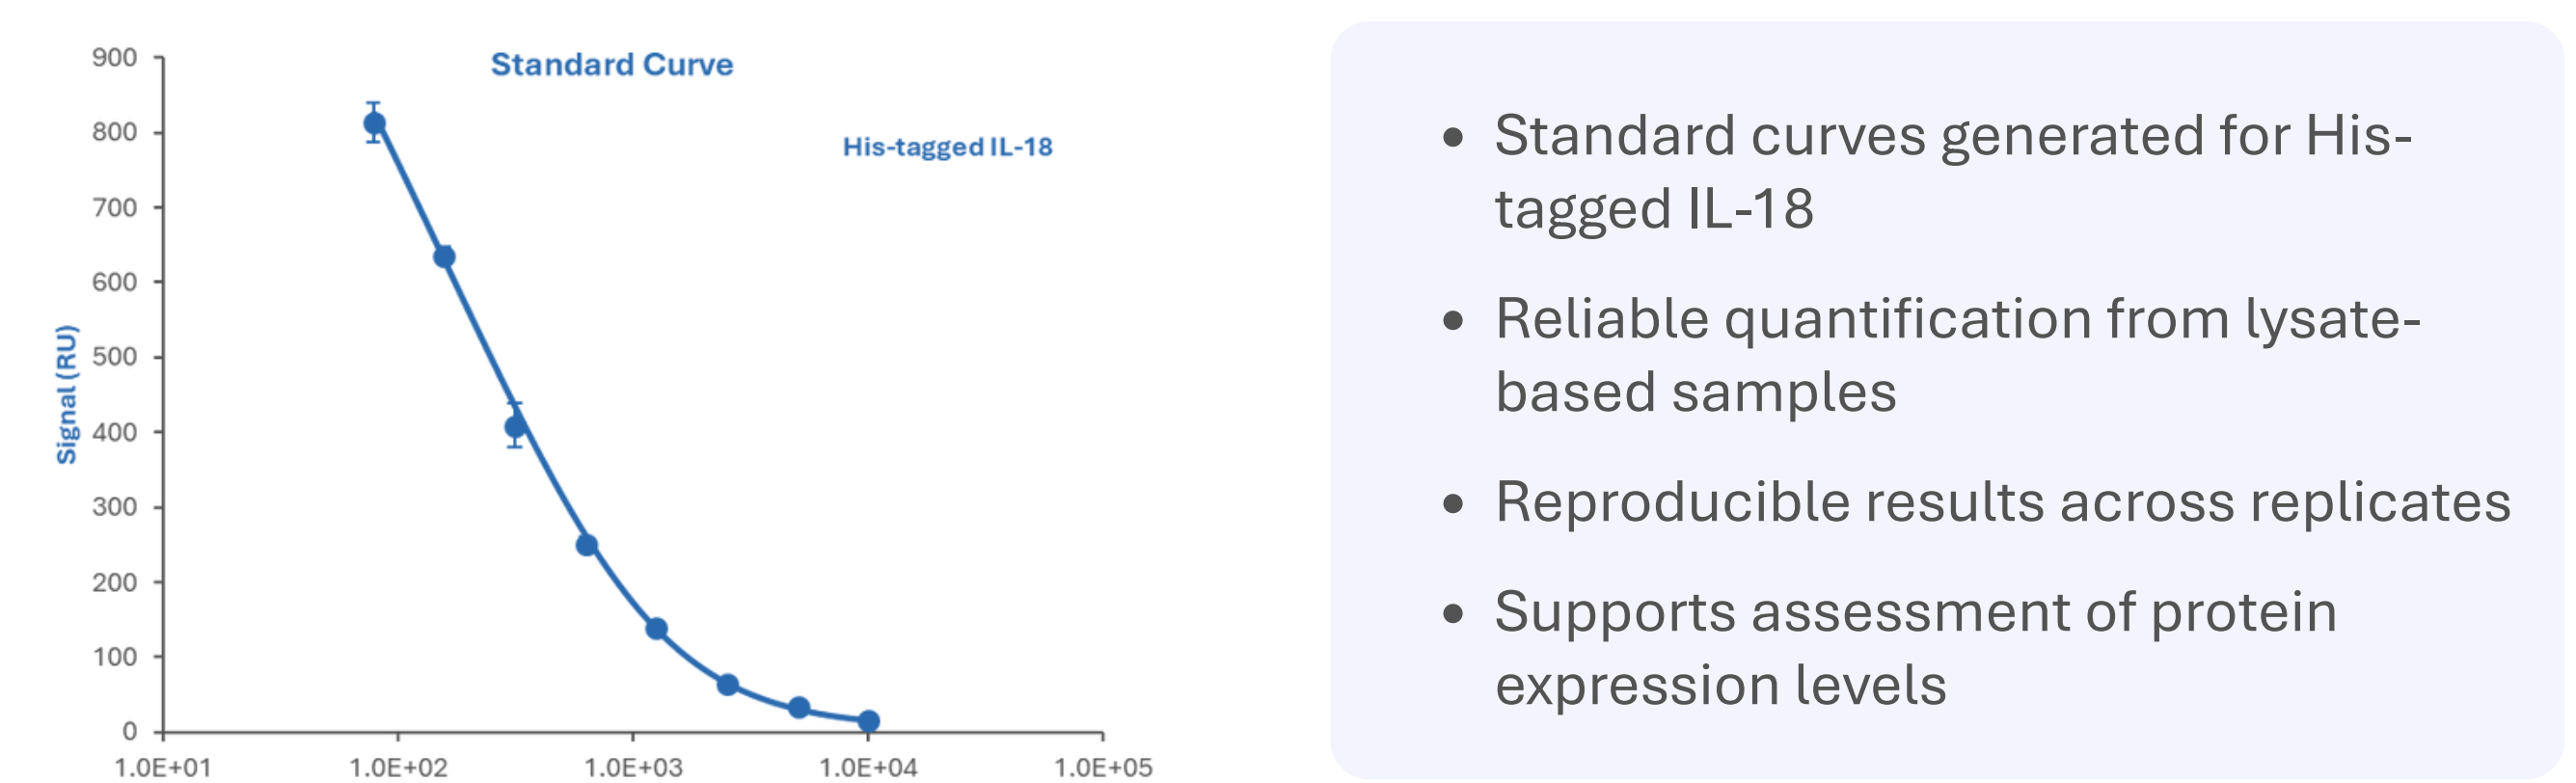 Standard Curve
His-tagged IL-18
Signal (RU)
900
800
700
600
500
400
300
200
100
0
1.0E+01
1.0E+02
1.0E+03
1.0E+04
1.0E+05
• Standard curves generated for His-
tagged IL-18
• Reliable quantification from lysate-
based samples
• Reproducible results across replicates
• Supports assessment of protein
expression levels